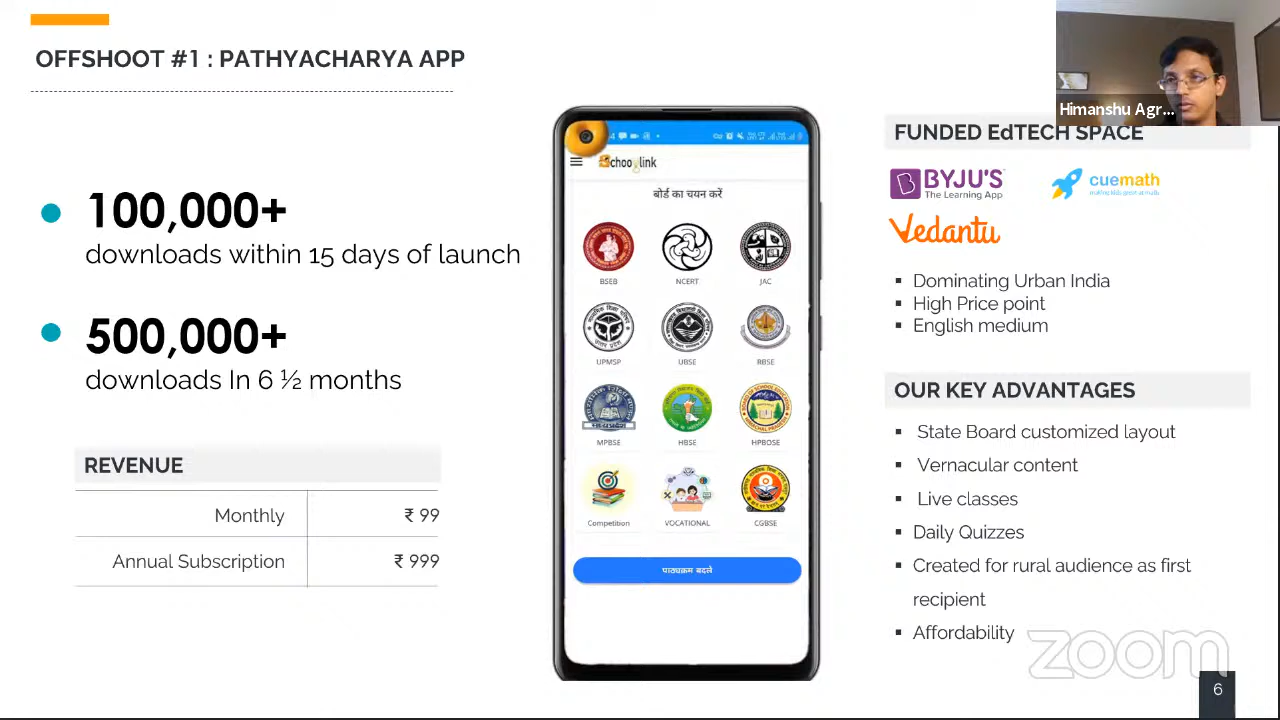 OFFSHOOT #1 : PATHYACHARYA APP
100,000+
downloads within 15 days of launch
500,000+
downloads In 6 ½ months
REVENUE
Monthly ₹ 99
Annual Subscription ₹ 999
Schooglink
बोर्ड का चयन करें
BSEB NCERT JAC
UPMSP UBSE RBSE
MPBSE HBSE HPBOSE
Competition VOCATIONAL CGBSE
पाठ्यक्रम बदलें
Himanshu Agr...
FUNDED EdTECH SPACE
BYJU'S
The Learning App
cuemath
Vedantu
Dominating Urban India
High Price point
English medium
OUR KEY ADVANTAGES
State Board customized layout
Vernacular content
Live classes
Daily Quizzes
Created for rural audience as first
recipient
Affordability
zoom
6